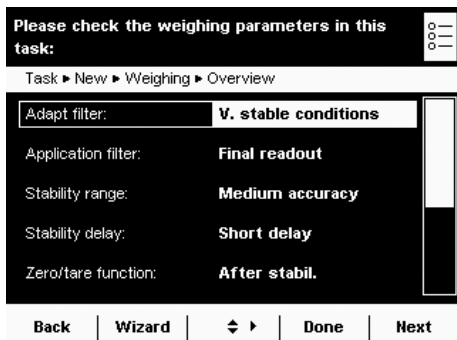 Please check the weighing parameters in this
task:
Task ▸ New ▸ Weighing ▸ Overview
Adapt filter: V. stable conditions
Application filter: Final readout
Stability range: Medium accuracy
Stability delay: Short delay
Zero/tare function: After stabil.
Back Wizard Done Next